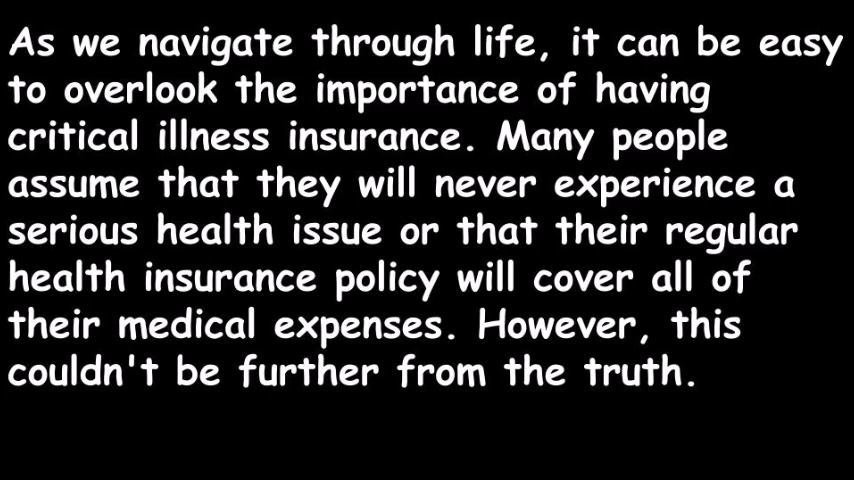 As we navigate through life, it can be easy
to overlook the importance of having
critical illness insurance. Many people
assume that they will never experience a
serious health issue or that their regular
health insurance policy will cover all of
their medical expenses. However, this
couldn't be further from the truth.